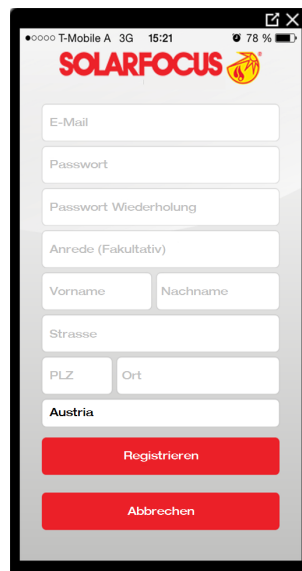 T-Mobile A 3G 15:21 78 %
SOLARFOCUS
E-Mail
Passwort
Passwort Wiederholung
Anrede (Fakultativ)
Vorname Nachname
Strasse
PLZ Ort
Austria
Registrieren
Abbrechen